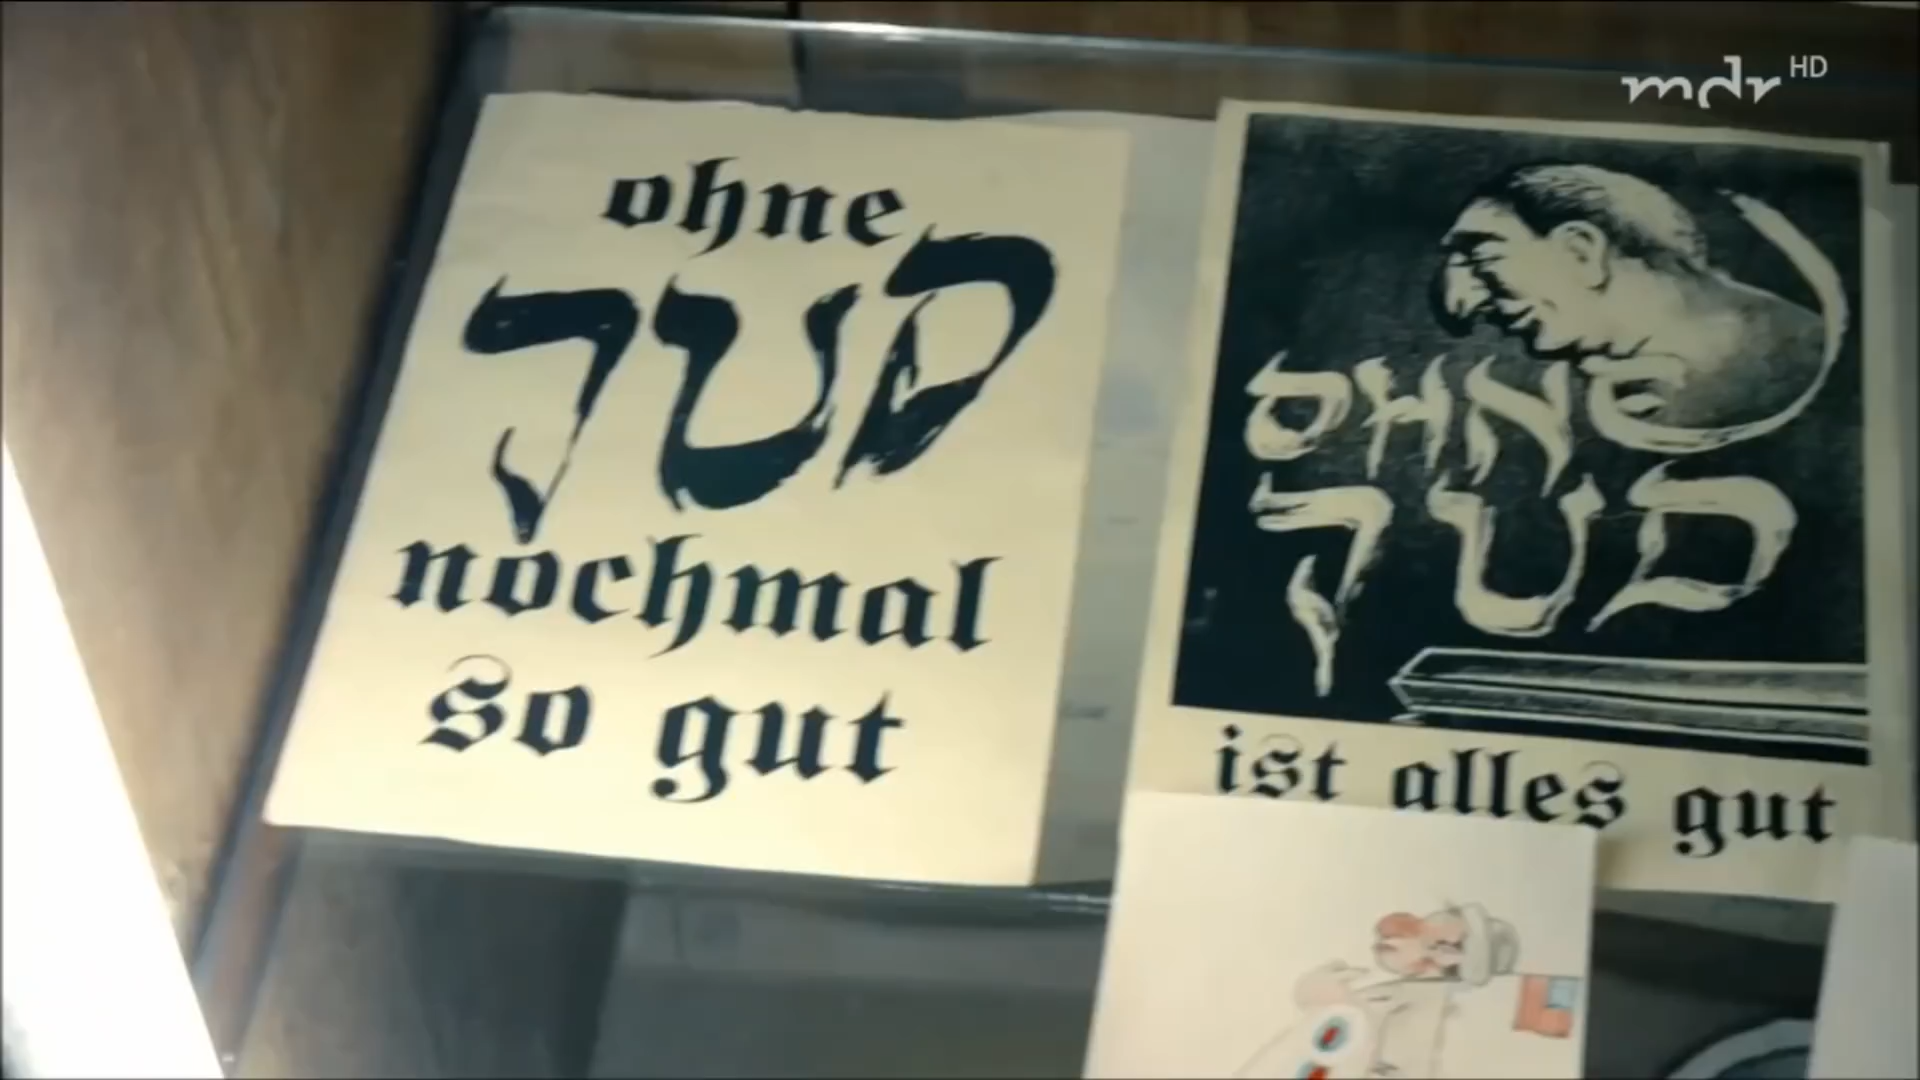 ohne
JUD
nochmal
so gut
OHNE
JUD
ist alles gut
mdr HD